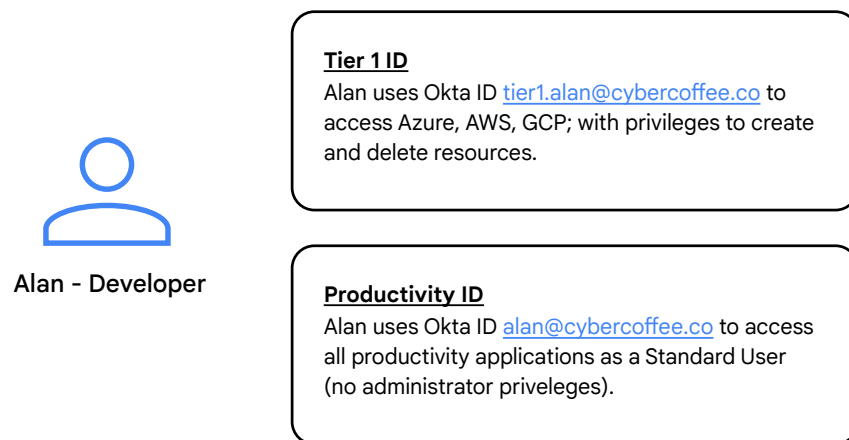 Tier 1 ID
Alan uses Okta ID tier1.alan@cybercoffee.co to
access Azure, AWS, GCP; with privileges to create
and delete resources.
Alan - Developer
Productivity ID
Alan uses Okta ID alan@cybercoffee.co to access
all productivity applications as a Standard User
(no administrator priveleges).